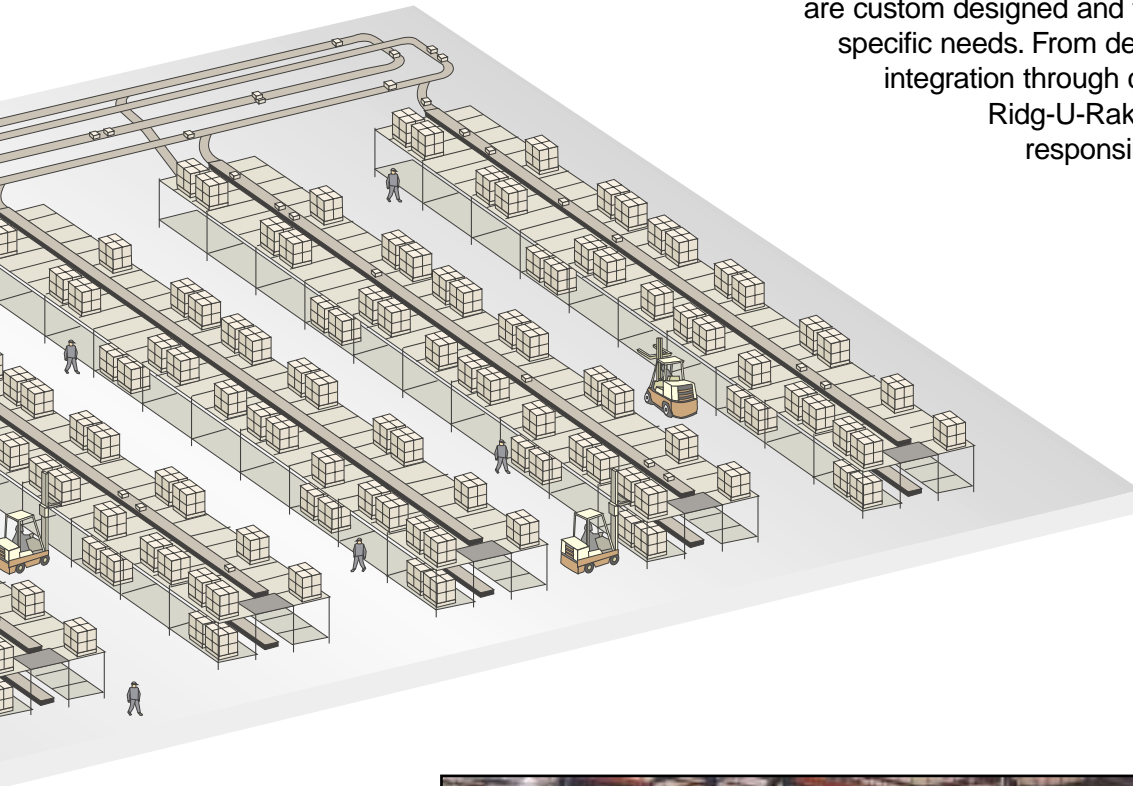 are custom designed and
specific needs. From de
integration through
Ridg-U-Rak
responsi